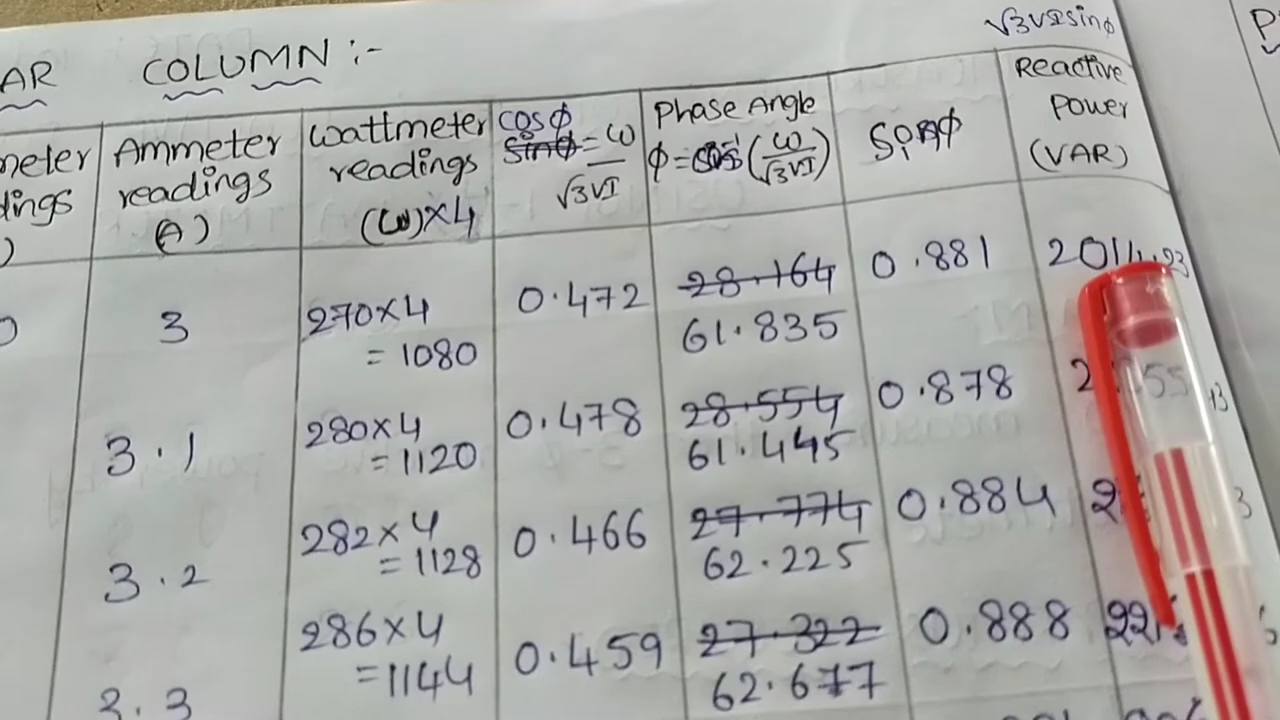 √3VIsinφ
AR COLUMN :-
meter
dings
)
Ammeter
readings
(A)
Wattmeter
readings
(W)×4
cosφ
sinφ = W
√3VI
Phase Angle
φ = cos⁻¹(W/√3VI)
Sinφ
Reactive
Power
(VAR)
3
270×4
= 1080
0.472
28.164
61.835
0.881
3.1
280×4
= 1120
0.478
28.554
61.445
0.878
3.2
282×4
= 1128
0.466
27.774
62.225
0.884
3.3
286×4
= 1144
0.459
27.322
62.677
0.888